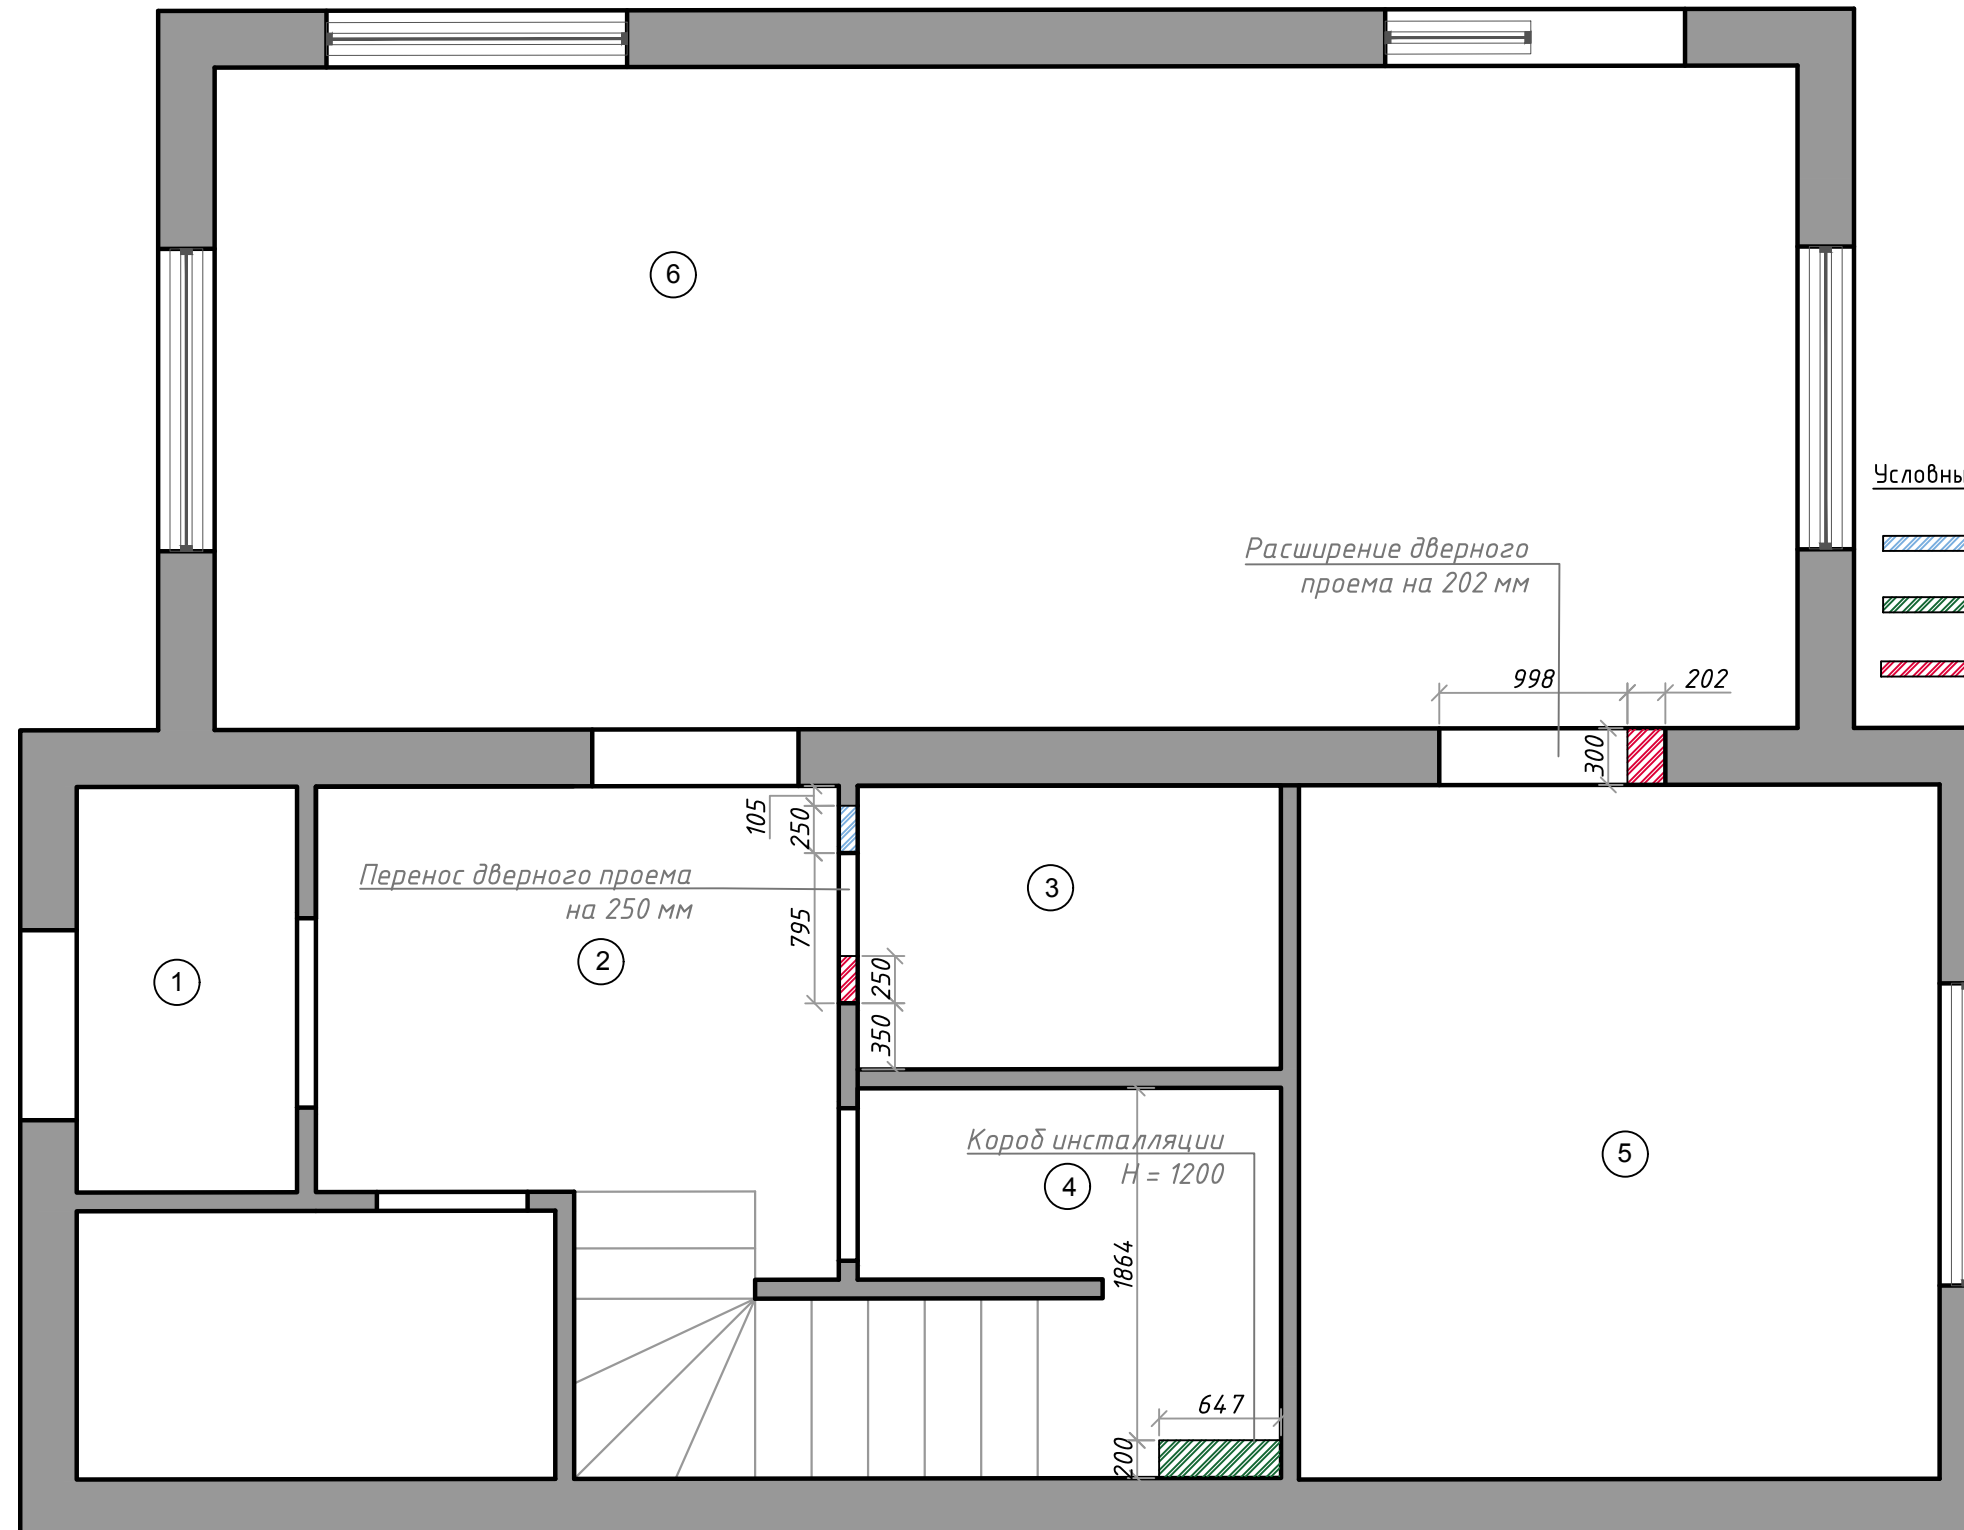 6
Условны
Расширение дверного
проема на 202 мм
998
202
300
105
250
Перенос дверного проема
на 250 мм
795
3
2
1
250
350
Короб инсталляции
H = 1200
4
5
1864
647
200